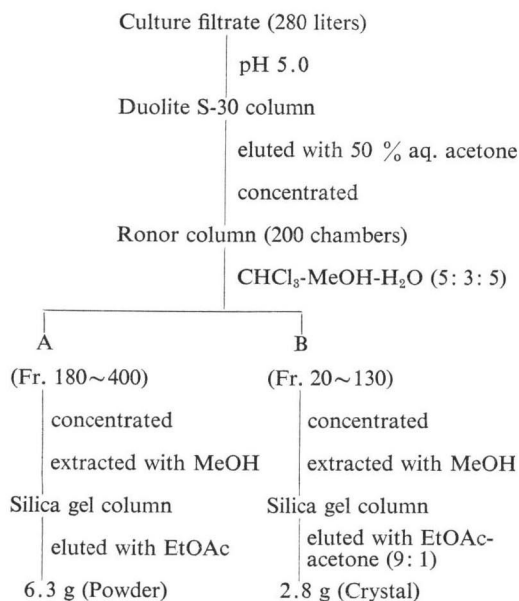 Culture filtrate (280 liters)
pH 5.0
Duolite S-30 column
eluted with 50 % aq. acetone
concentrated
Ronor column (200 chambers)
CHCl₃-MeOH-H₂O (5: 3: 5)
A
B
(Fr. 180~400)
(Fr. 20~130)
concentrated
concentrated
extracted with MeOH
extracted with MeOH
Silica gel column
Silica gel column
eluted with EtOAc
eluted with EtOAc-
acetone (9: 1)
6.3 g (Powder)
2.8 g (Crystal)